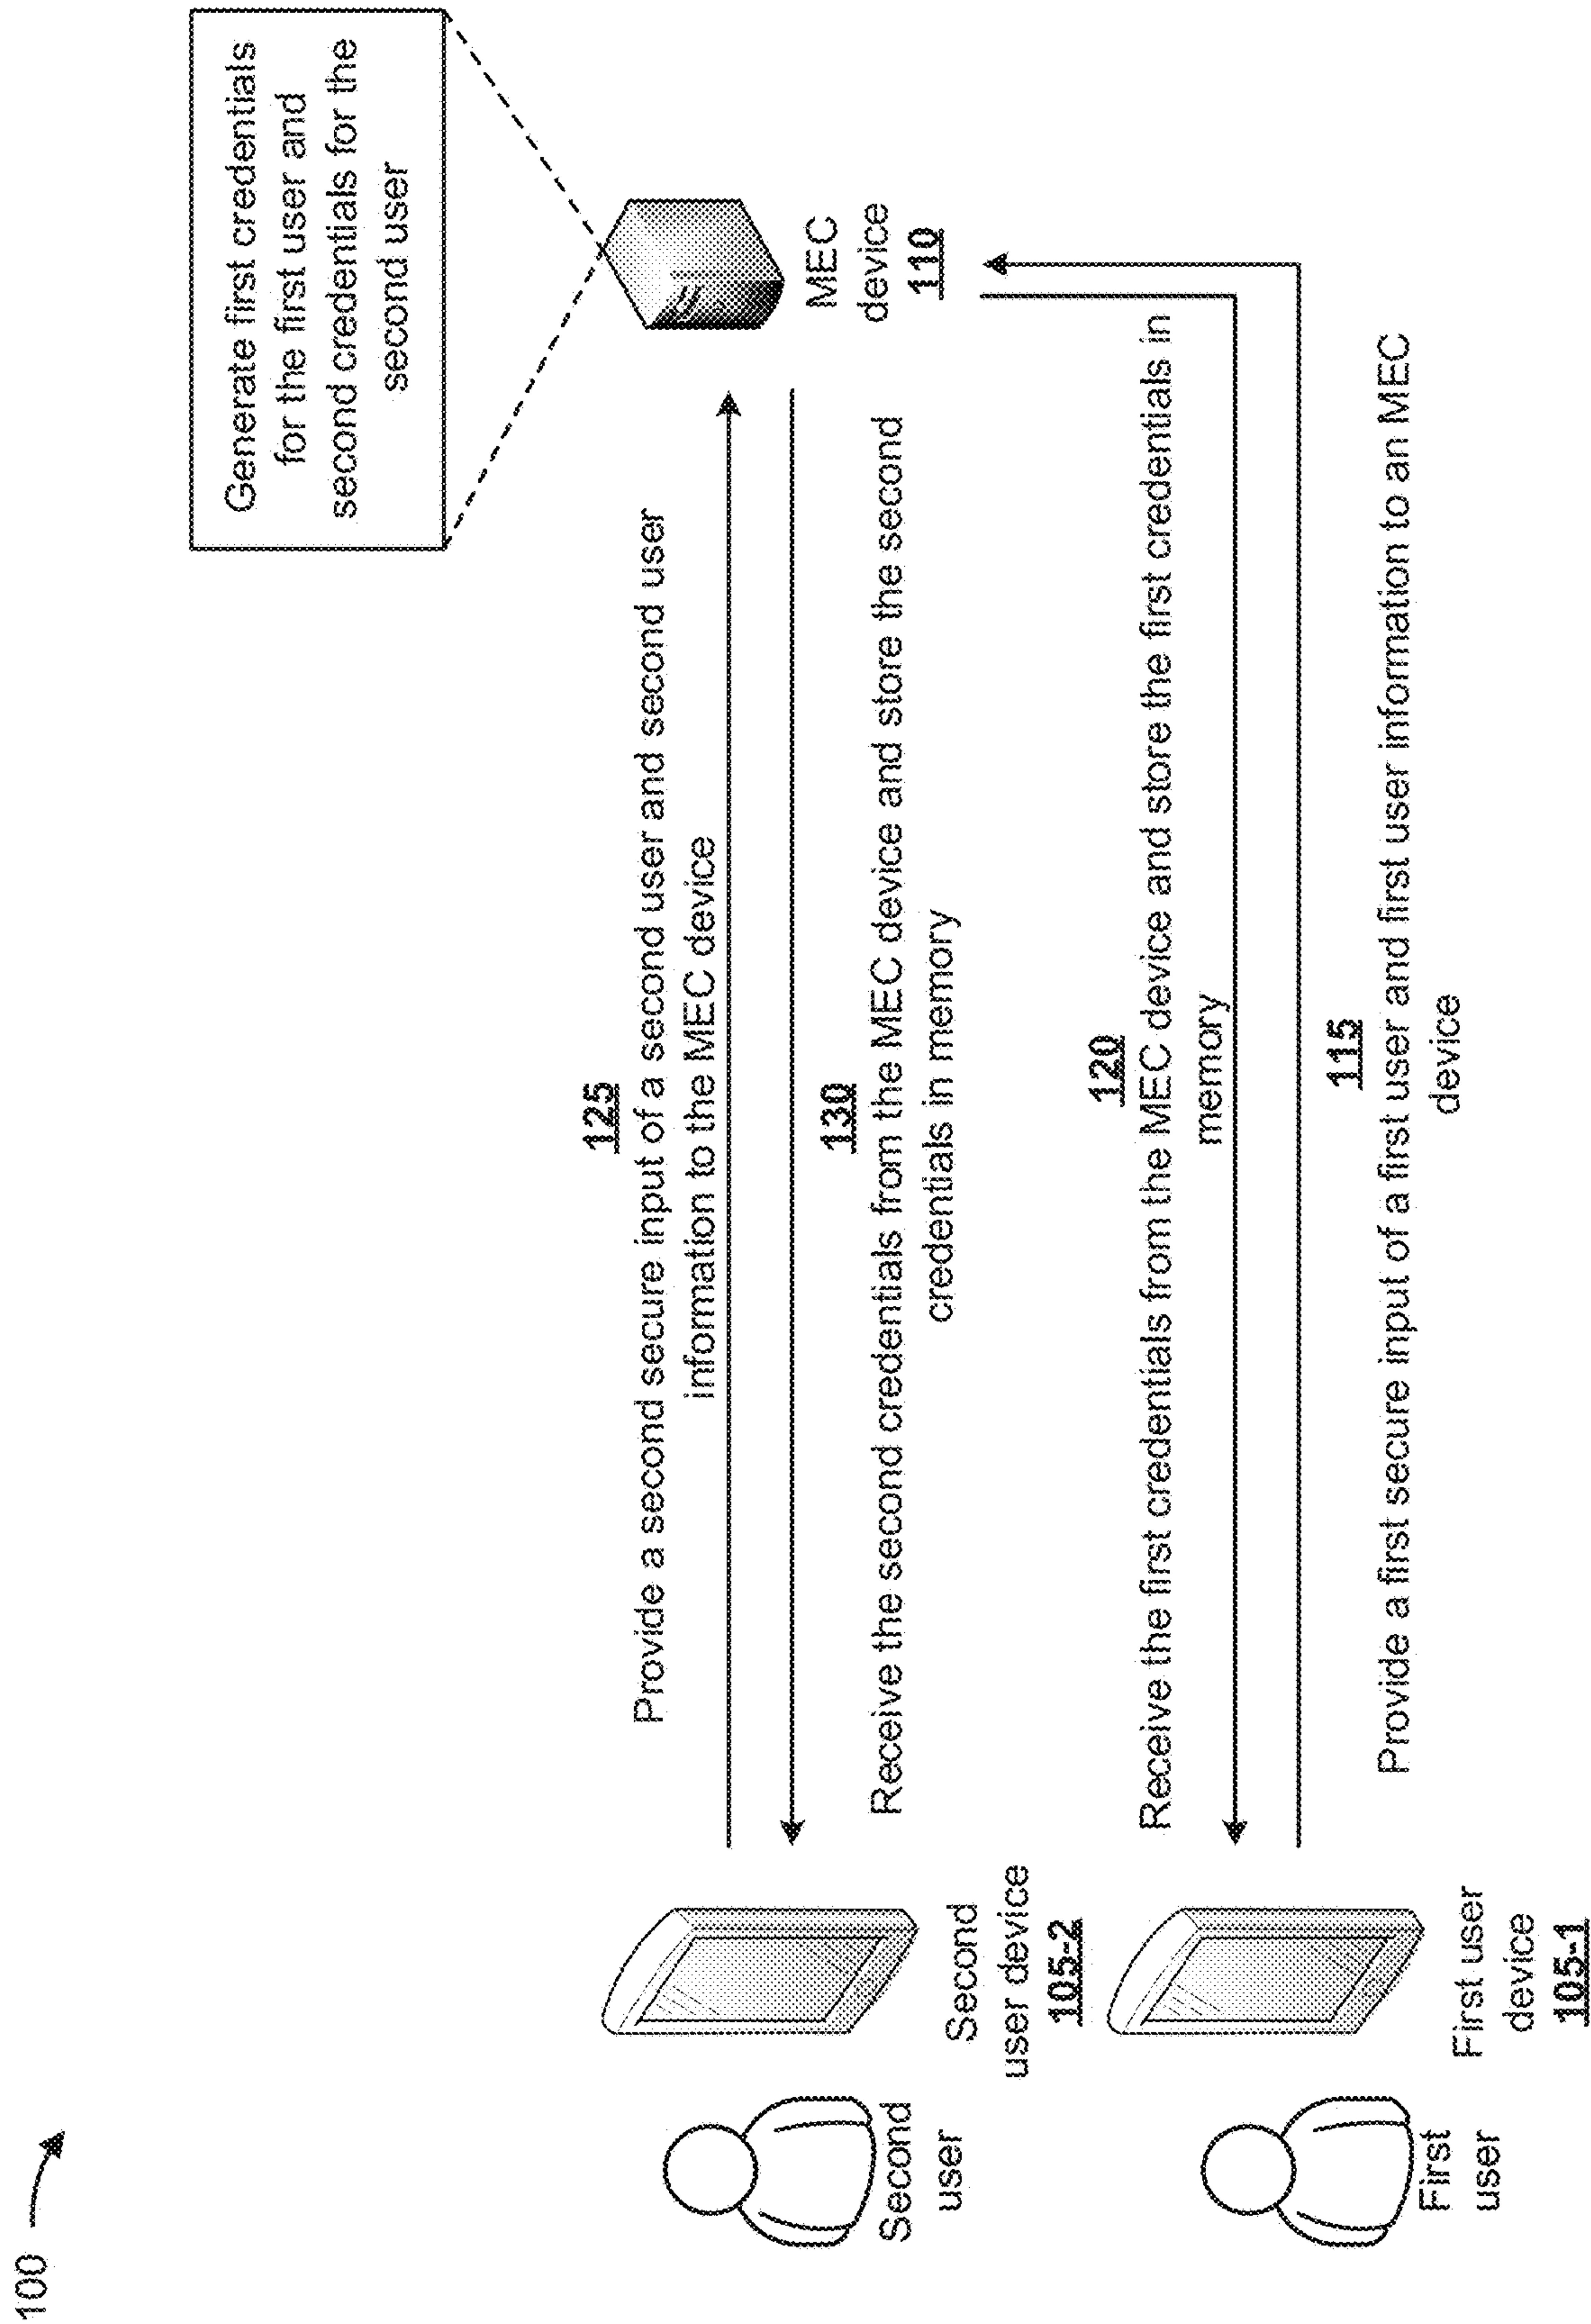 100
Generate first credentials
for the first user and
second credentials for the
second user
125
Provide a second secure input of a second user and second user
information to the MEC device
130
Receive the second credentials from the MEC device and store the second
credentials in memory
MEC
device
110
Second
user
Second
user device
105-2
120
Receive the first credentials from the MEC device and store the first credentials in
memory
115
Provide a first secure input of a first user and first user information to an MEC
device
First
user
First user
device
105-1